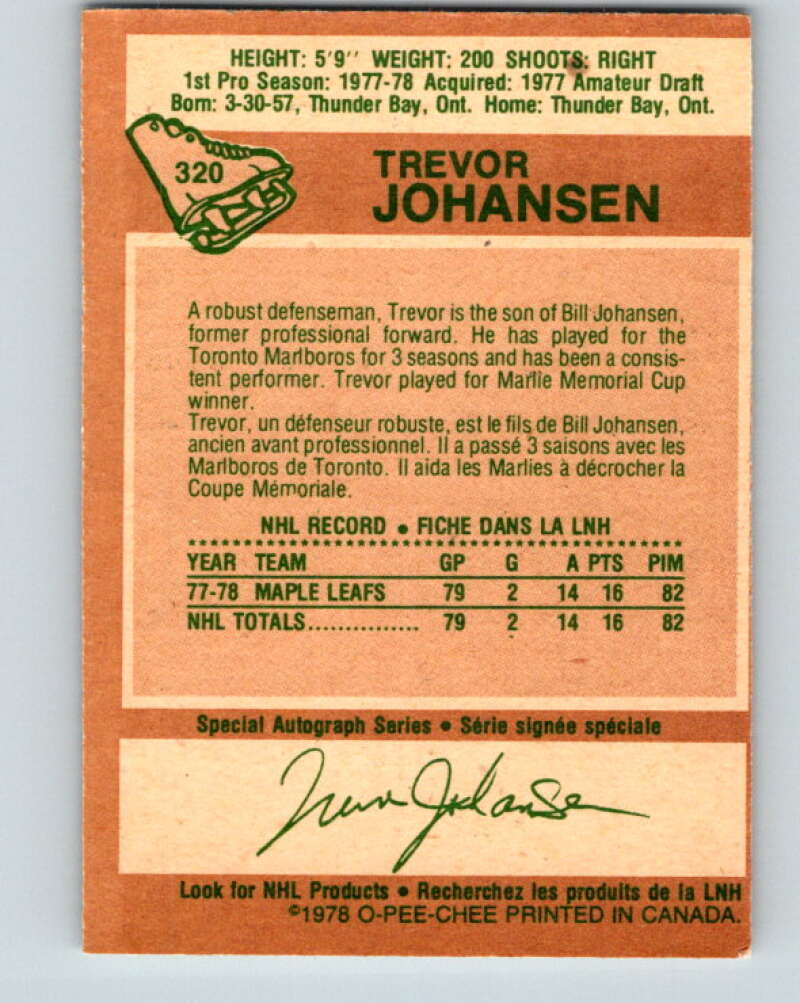 HEIGHT: 5'9'' WEIGHT: 200 SHOOTS: RIGHT
1st Pro Season: 1977-78 Acquired: 1977 Amateur Draft
Born: 3-30-57, Thunder Bay, Ont. Home: Thunder Bay, Ont.
320
TREVOR
JOHANSEN
A robust defenseman, Trevor is the son of Bill Johansen,
former professional forward. He has played for the
Toronto Marlboros for 3 seasons and has been a consis-
tent performer. Trevor played for Marlie Memorial Cup
winner.
Trevor, un défenseur robuste, est le fils de Bill Johansen,
ancien avant professionnel. Il a passé 3 saisons avec les
Marlboros de Toronto. Il aida les Marlies à décrocher la
Coupe Mémoriale.
NHL RECORD • FICHE DANS LA LNH
YEAR TEAM GP G A PTS PIM
77-78 MAPLE LEAFS 79 2 14 16 82
NHL TOTALS............... 79 2 14 16 82
Special Autograph Series • Série signée spéciale
Trevor Johansen
Look for NHL Products • Recherchez les produits de la LNH
©1978 O-PEE-CHEE PRINTED IN CANADA.